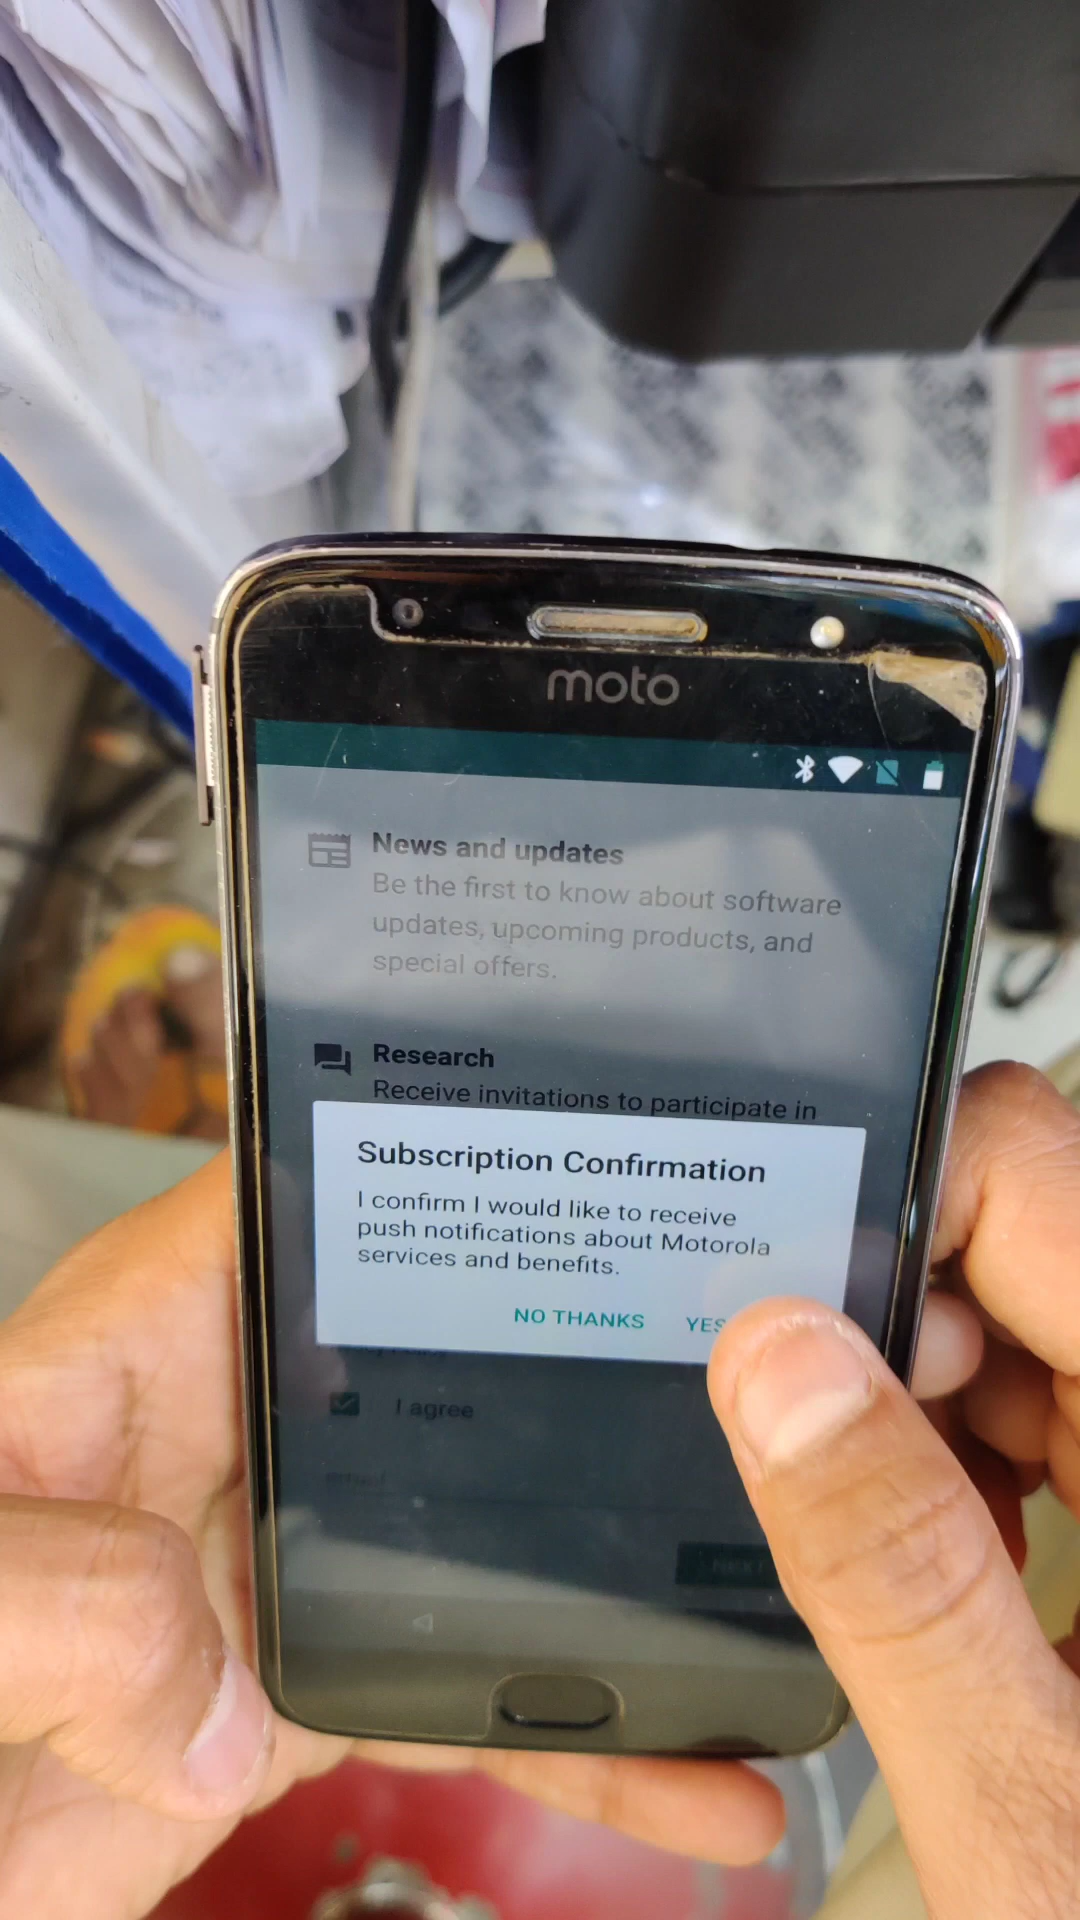 moto
News and updates
Be the first to know about software
updates, upcoming products, and
special offers.
Research
Receive invitations to participate in
Subscription Confirmation
I confirm I would like to receive
push notifications about Motorola
services and benefits.
NO THANKS YES
I agree